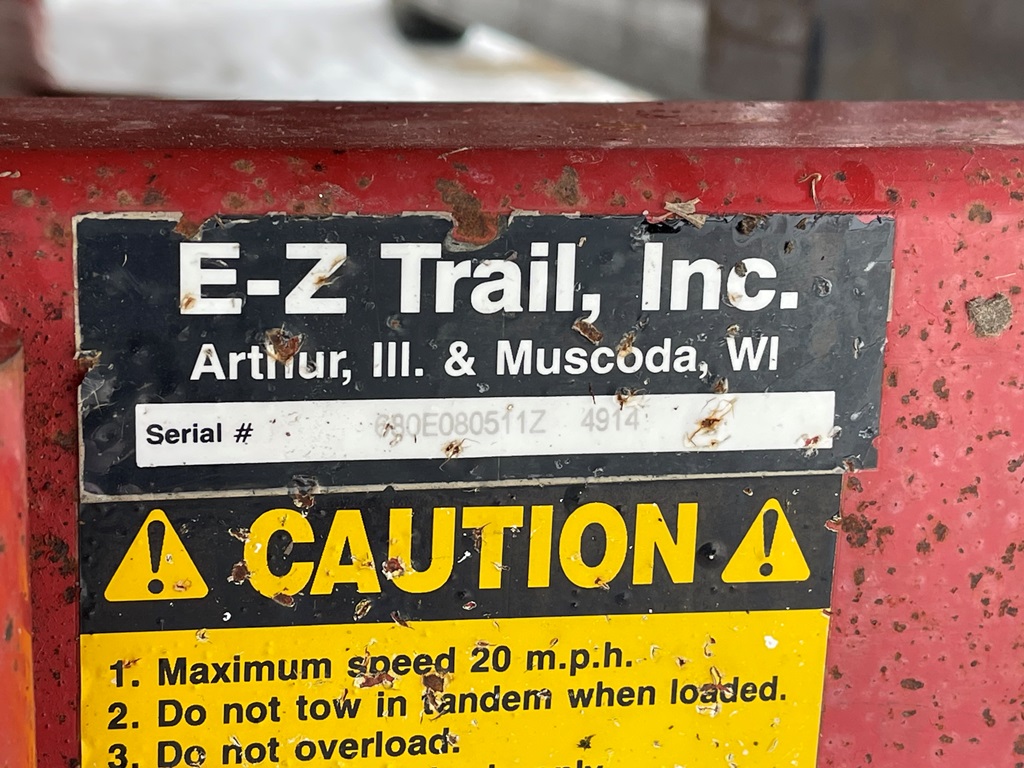 E-Z Trail, Inc.
Arthur, Ill. & Muscoda, WI
Serial # 680E080511Z 4914
CAUTION
1. Maximum speed 20 m.p.h.
2. Do not tow in tandem when loaded.
3. Do not overload.
only